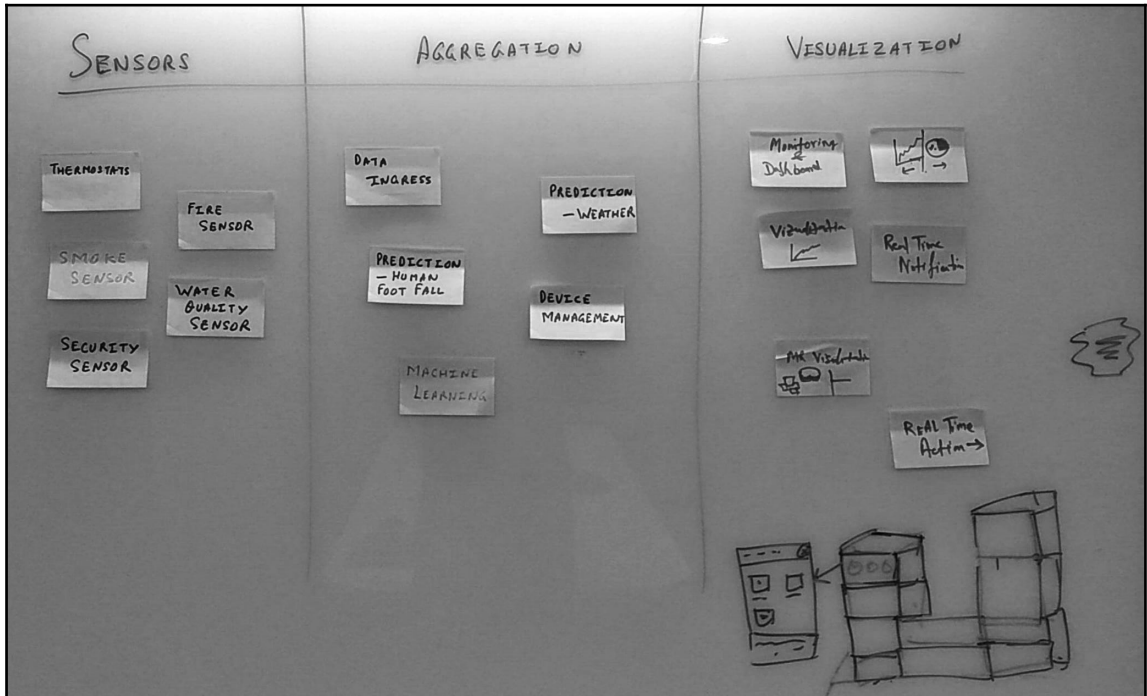 SENSORS
AGGREGATION
VISUALIZATION
THERMOSTATS
FIRE
SENSOR
SMOKE
SENSOR
WATER
QUALITY
SENSOR
SECURITY
SENSOR
DATA
INGRESS
PREDICTION
- WEATHER
PREDICTION
- HUMAN
FOOT FALL
DEVICE
MANAGEMENT
MACHINE
LEARNING
Monitoring
&
Dashboard
Real Time
MR
REAL Time
Action →